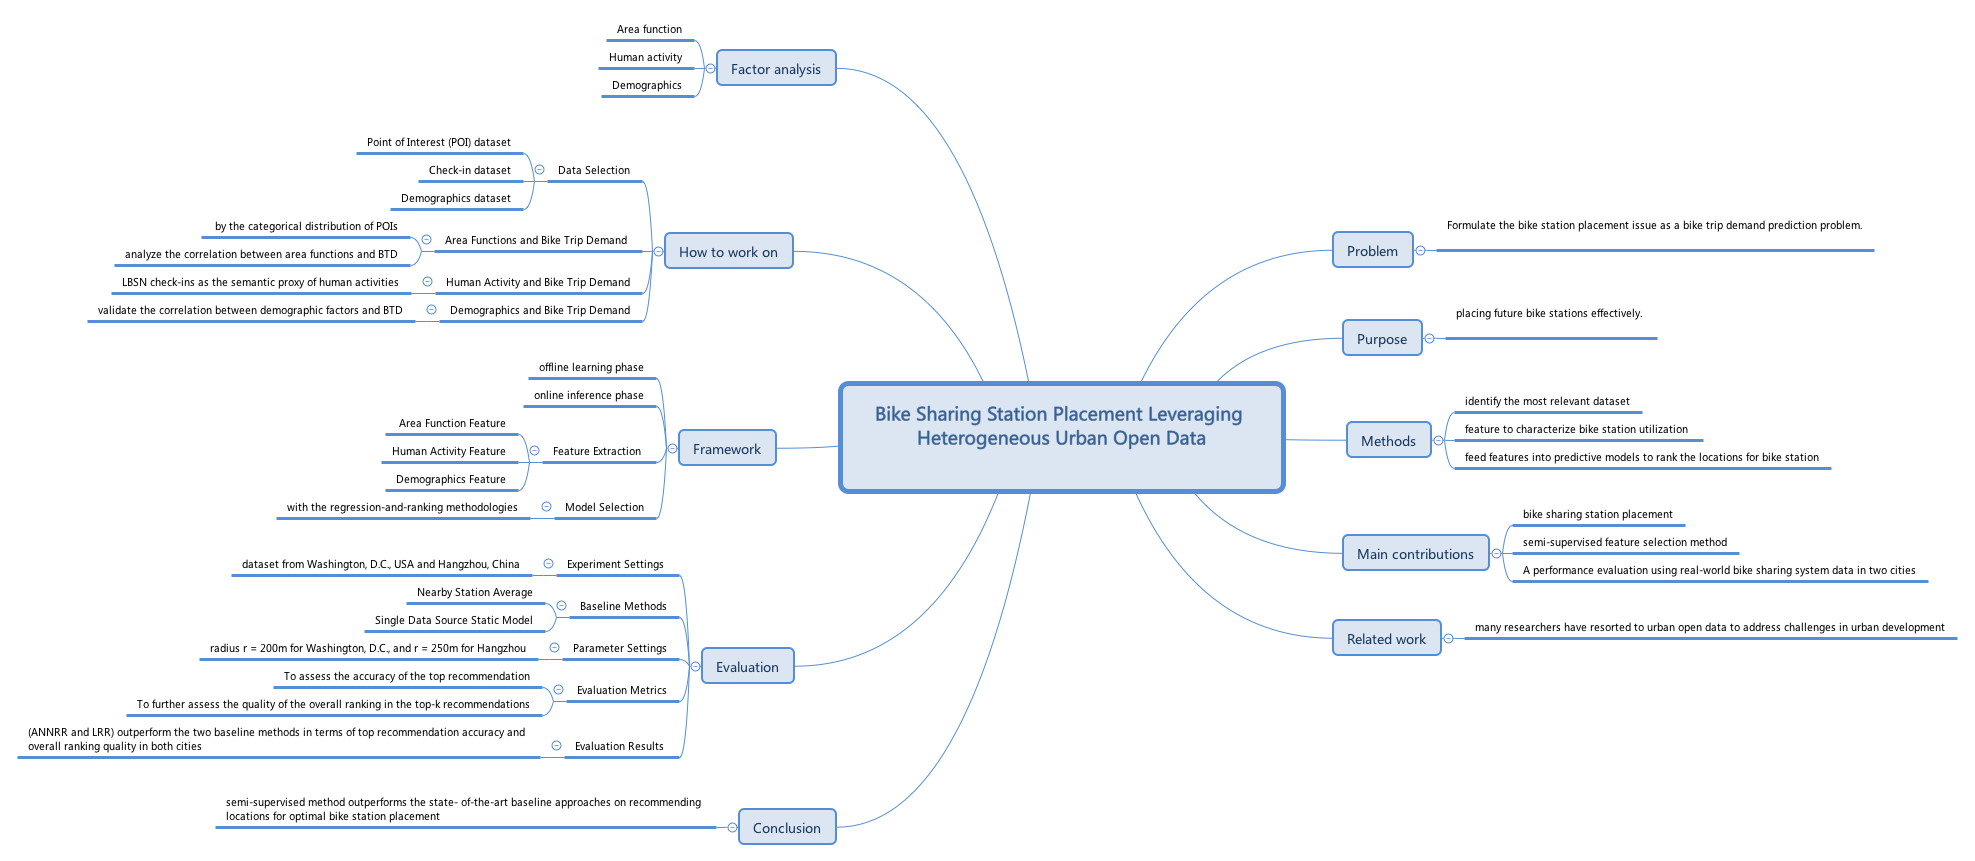 Bike Sharing Station Placement Leveraging
Heterogeneous Urban Open Data
Problem
Formulate the bike station placement issue as a bike trip demand prediction problem.
Purpose
placing future bike stations effectively.
Methods
identify the most relevant dataset
feature to characterize bike station utilization
feed features into predictive models to rank the locations for bike station
Main contributions
bike sharing station placement
semi-supervised feature selection method
A performance evaluation using real-world bike sharing system data in two cities
Related work
many researchers have resorted to urban open data to address challenges in urban development
Factor analysis
Area function
Human activity
Demographics
How to work on
Data Selection
Point of Interest (POI) dataset
Check-in dataset
Demographics dataset
Area Functions and Bike Trip Demand
by the categorical distribution of POIs
analyze the correlation between area functions and BTD
Human Activity and Bike Trip Demand
LBSN check-ins as the semantic proxy of human activities
Demographics and Bike Trip Demand
validate the correlation between demographic factors and BTD
Framework
offline learning phase
online inference phase
Feature Extraction
Area Function Feature
Human Activity Feature
Demographics Feature
Model Selection
with the regression-and-ranking methodologies
Evaluation
Experiment Settings
dataset from Washington, D.C., USA and Hangzhou, China
Baseline Methods
Nearby Station Average
Single Data Source Static Model
Parameter Settings
radius r = 200m for Washington, D.C., and r = 250m for Hangzhou
Evaluation Metrics
To assess the accuracy of the top recommendation
To further assess the quality of the overall ranking in the top-k recommendations
Evaluation Results
(ANNRR and LRR) outperform the two baseline methods in terms of top recommendation accuracy and
overall ranking quality in both cities
Conclusion
semi-supervised method outperforms the state- of-the-art baseline approaches on recommending
locations for optimal bike station placement